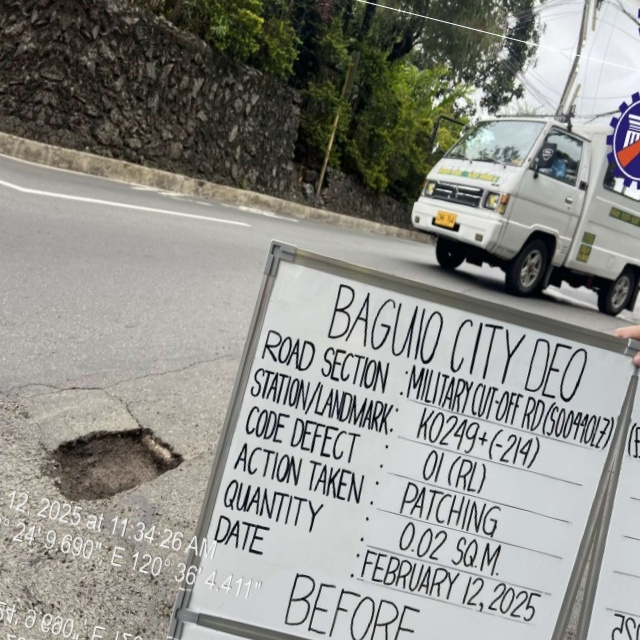 BAGUIO CITY DEO
ROAD SECTION : MILITARY CUT-OFF RD (S00440LZ)
STATION/LANDMARK : K0249+(-214)
CODE DEFECT : 01 (RL)
ACTION TAKEN : PATCHING
QUANTITY : 0.02 SQ.M.
DATE : FEBRUARY 12, 2025
BEFORE
12, 2025 at 11:34:26 AM
24' 9.690" E 120° 36' 4.411"